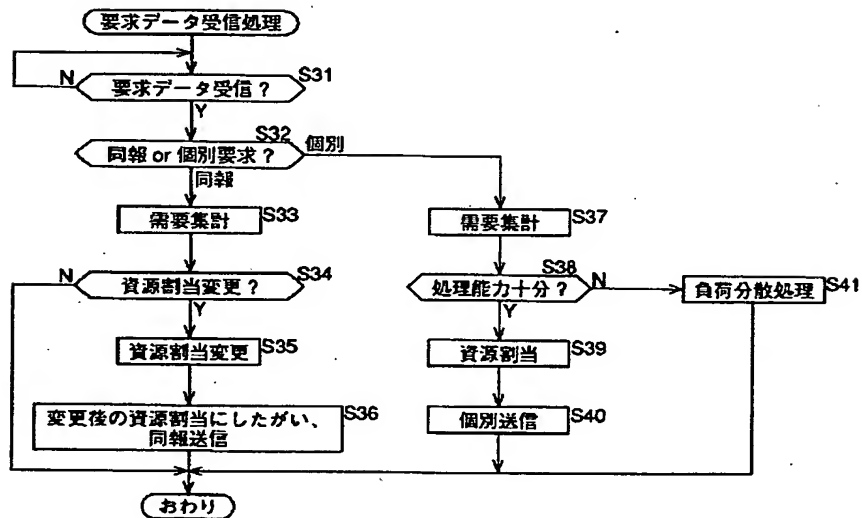 要求データ受信処理
N
要求データ受信？
S31
Y
同報 or 個別要求？
S32
個別
同報
需要集計
S33
需要集計
S37
N
資源割当変更？
S34
Y
処理能力十分？
S38
N
Y
負荷分散処理
S41
資源割当変更
S35
資源割当
S39
変更後の資源割当にしたがい、
同報送信
S36
個別送信
S40
おわり